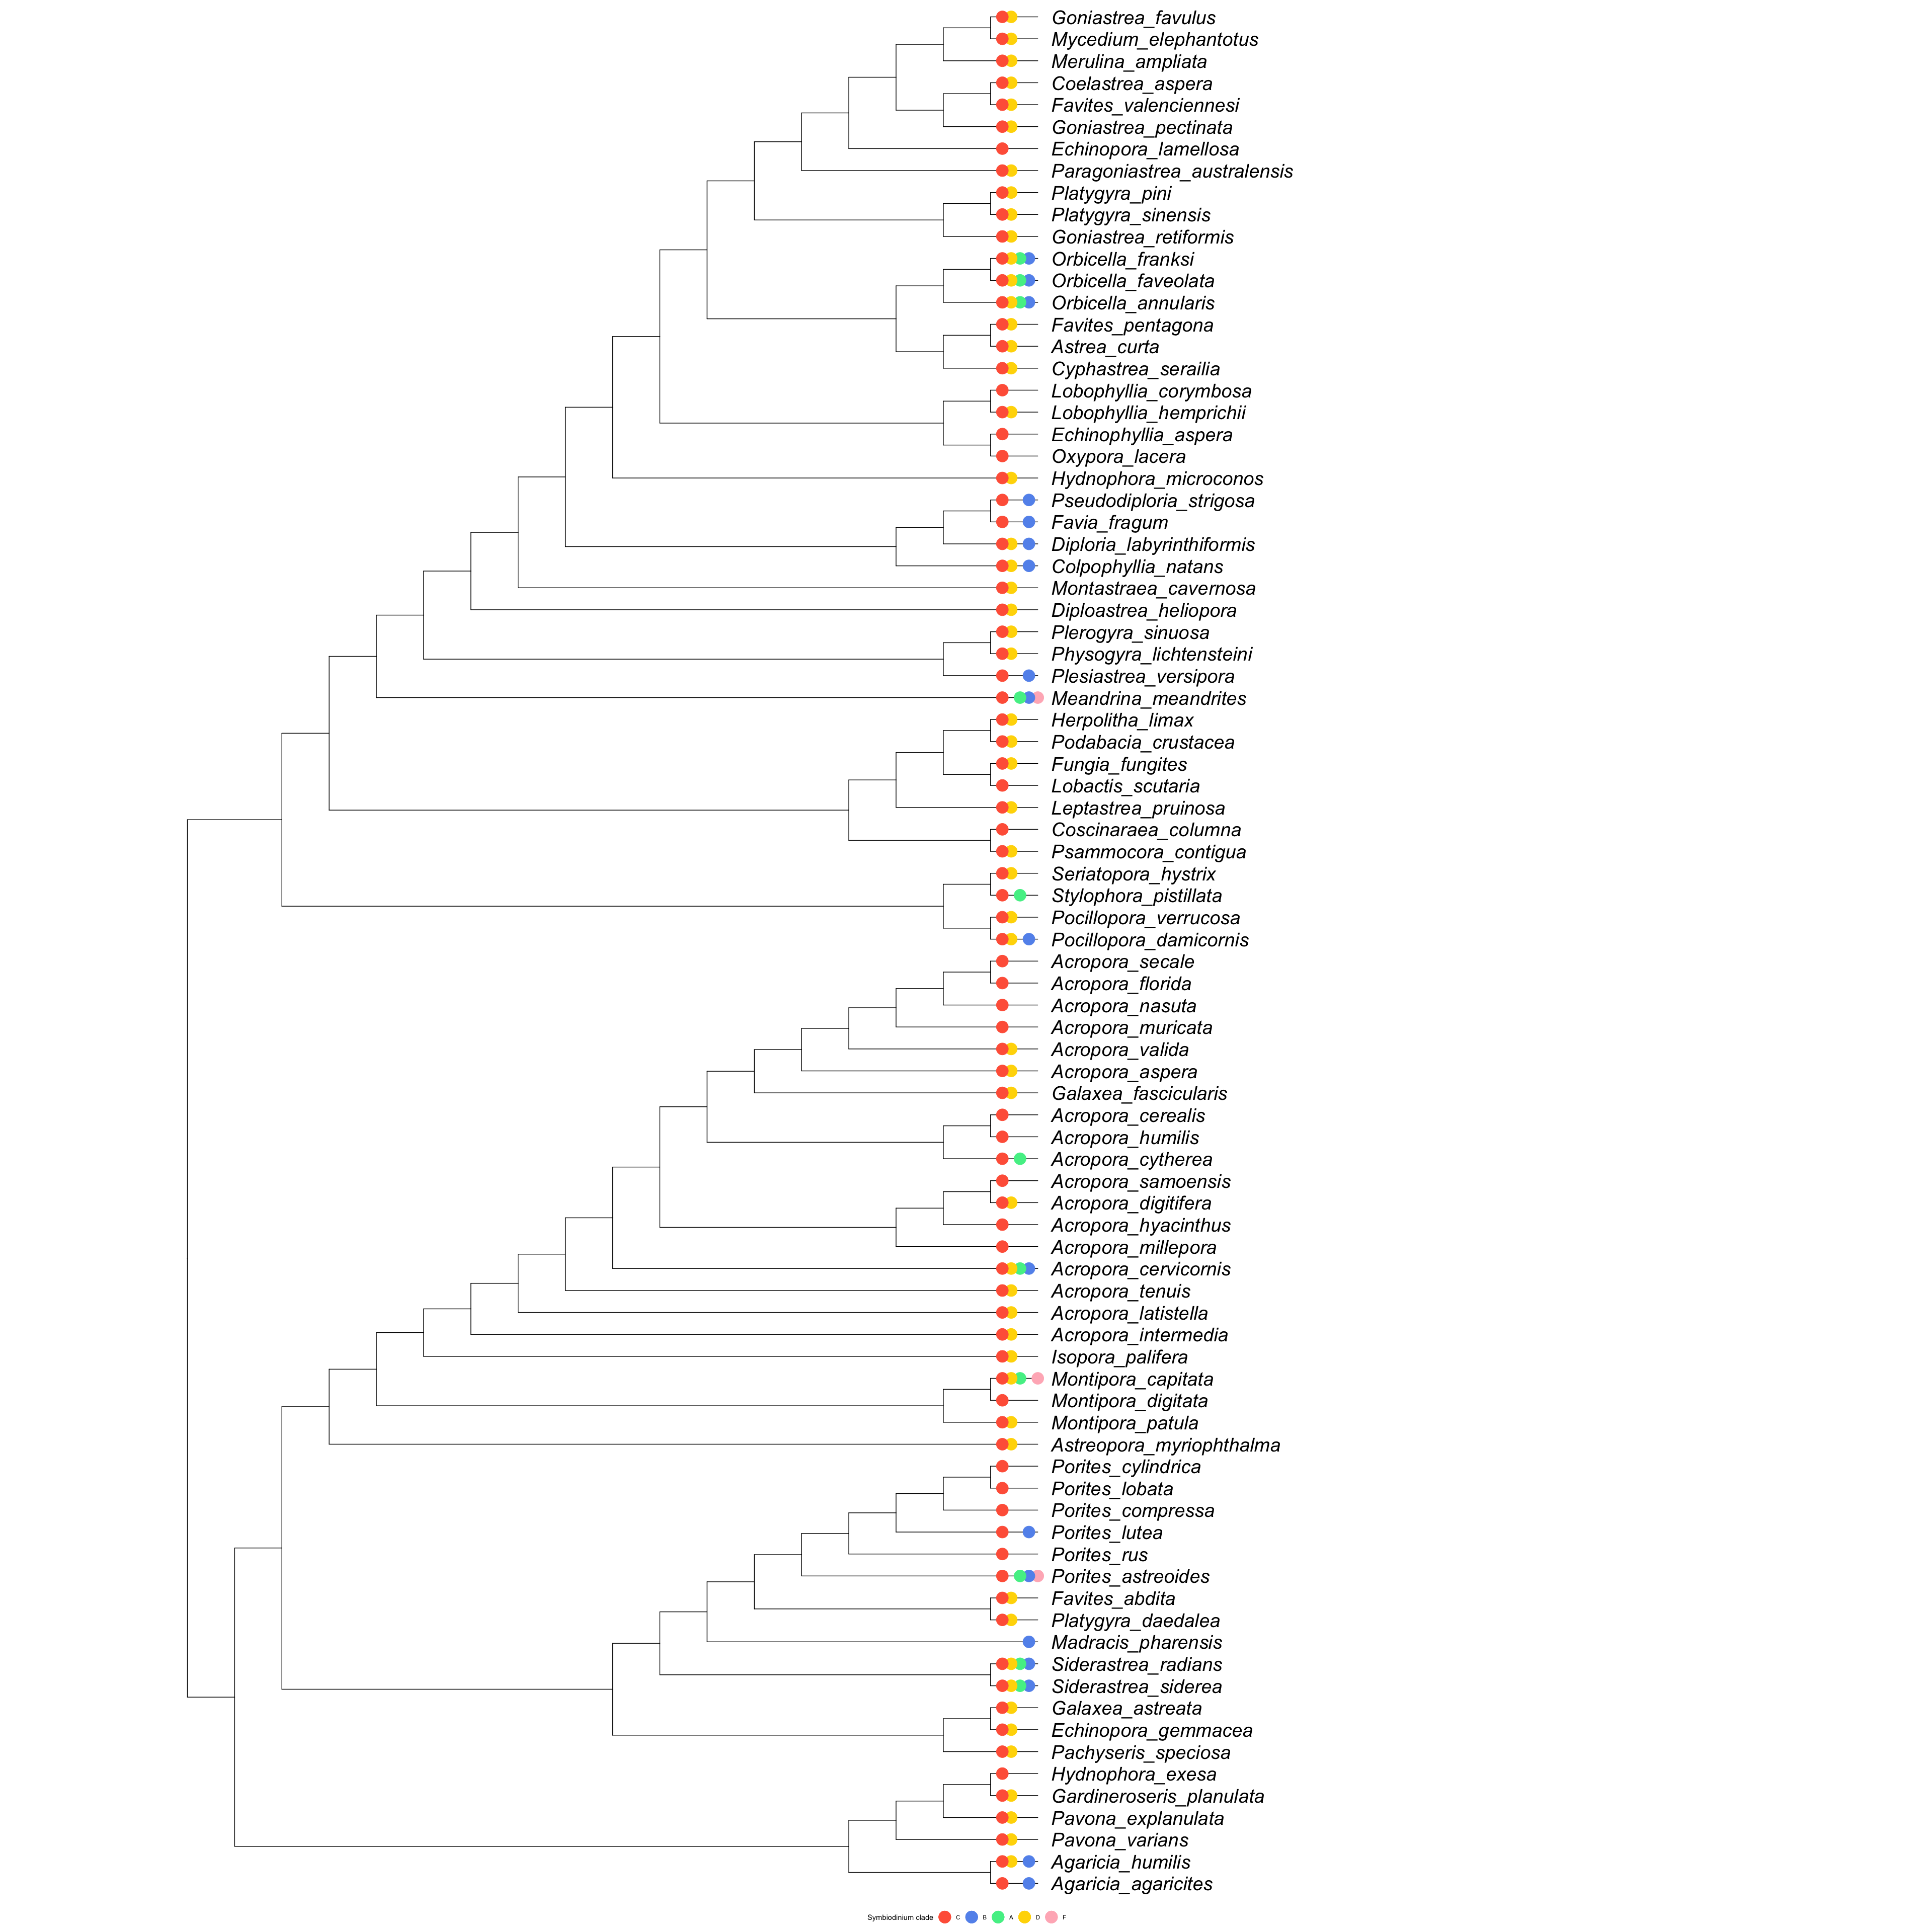 Goniastrea_favulus
Mycedium_elephantotus
Merulina_ampliata
Coelastrea_aspera
Favites_valenciennesi
Goniastrea_pectinata
Echinopora_lamellosa
Paragoniastrea_australensis
Platygyra_pini
Platygyra_sinensis
Goniastrea_retiformis
Orbicella_franksi
Orbicella_faveolata
Orbicella_annularis
Favites_pentagona
Astrea_curta
Cyphastrea_serailia
Lobophyllia_corymbosa
Lobophyllia_hemprichii
Echinophyllia_aspera
Oxypora_lacera
Hydnophora_microconos
Pseudodiploria_strigosa
Favia_fragum
Diploria_labyrinthiformis
Colpophyllia_natans
Montastraea_cavernosa
Diploastrea_heliopora
Plerogyra_sinuosa
Physogyra_lichtensteini
Plesiastrea_versipora
Meandrina_meandrites
Herpolitha_limax
Podabacia_crustacea
Fungia_fungites
Lobactis_scutaria
Leptastrea_pruinosa
Coscinaraea_columna
Psammocora_contigua
Seriatopora_hystrix
Stylophora_pistillata
Pocillopora_verrucosa
Pocillopora_damicornis
Acropora_secale
Acropora_florida
Acropora_nasuta
Acropora_muricata
Acropora_valida
Acropora_aspera
Galaxea_fascicularis
Acropora_cerealis
Acropora_humilis
Acropora_cytherea
Acropora_samoensis
Acropora_digitifera
Acropora_hyacinthus
Acropora_millepora
Acropora_cervicornis
Acropora_tenuis
Acropora_latistella
Acropora_intermedia
Isopora_palifera
Montipora_capitata
Montipora_digitata
Montipora_patula
Astreopora_myriophthalma
Porites_cylindrica
Porites_lobata
Porites_compressa
Porites_lutea
Porites_rus
Porites_astreoides
Favites_abdita
Platygyra_daedalea
Madracis_pharensis
Siderastrea_radians
Siderastrea_siderea
Galaxea_astreata
Echinopora_gemmacea
Pachyseris_speciosa
Hydnophora_exesa
Gardineroseris_planulata
Pavona_explanulata
Pavona_varians
Agaricia_humilis
Agaricia_agaricites
Symbiodinium clade C B A D F